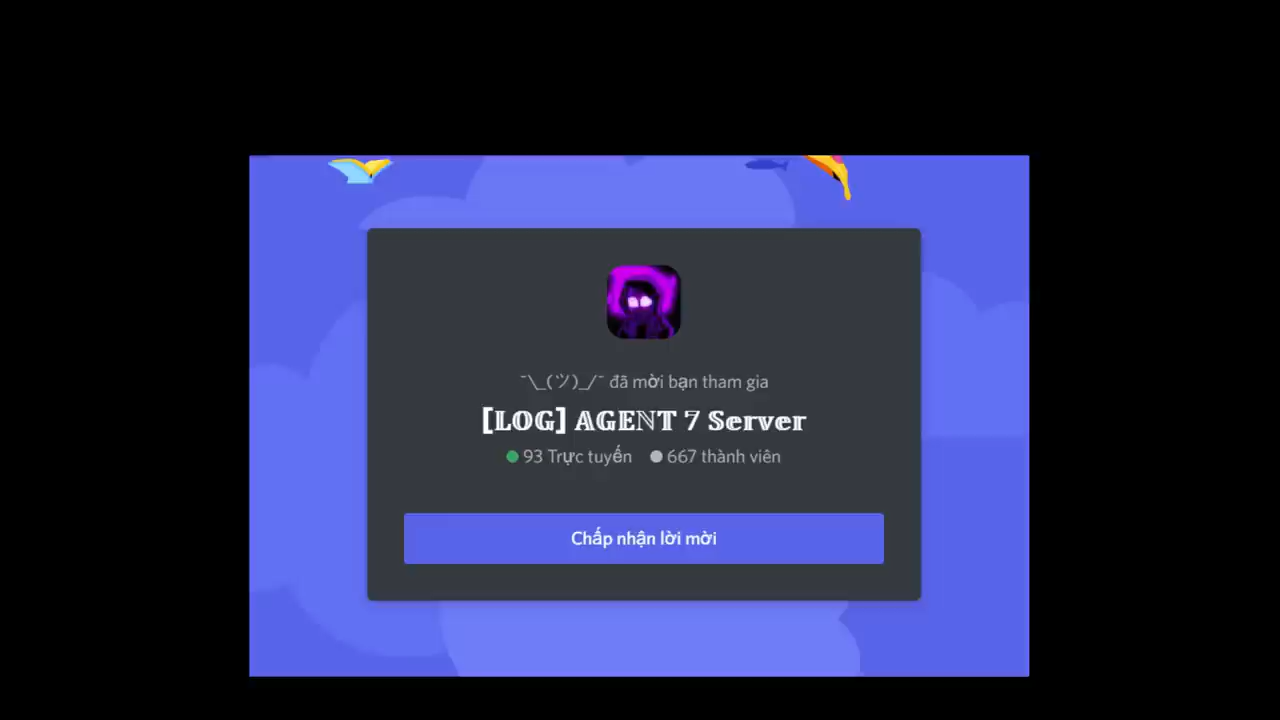 ¯\_(ツ)_/¯ đã mời bạn tham gia
[LOG] AGENT 7 Server
93 Trực tuyến 667 thành viên
Chấp nhận lời mời